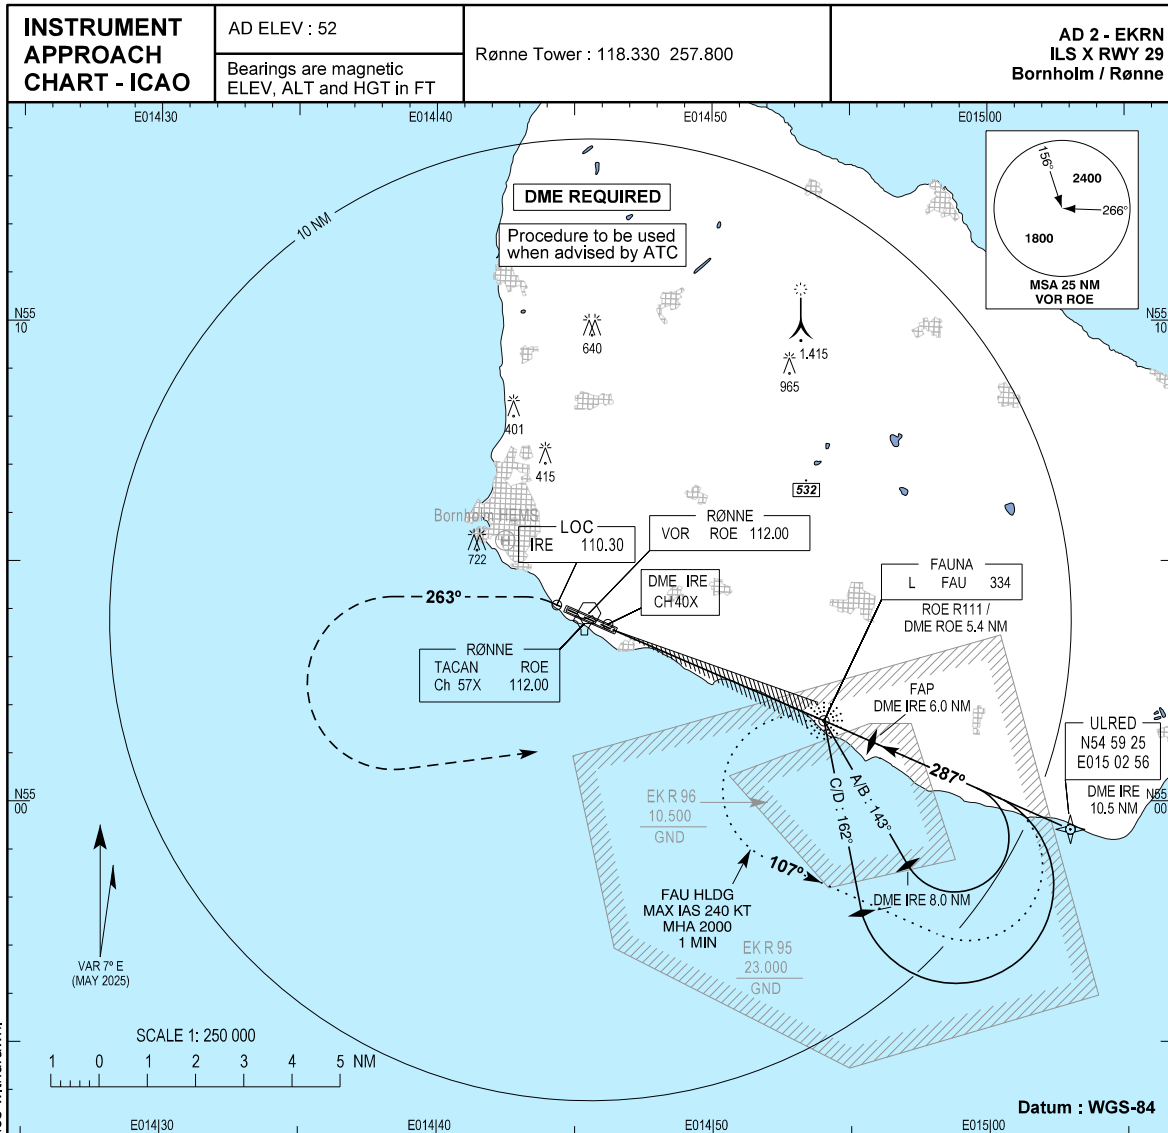 INSTRUMENT
APPROACH
CHART - ICAO
AD ELEV : 52
Bearings are magnetic
ELEV, ALT and HGT in FT
Rønne Tower : 118.330 257.800
AD 2 - EKRN
ILS X RWY 29
Bornholm / Rønne
E014 30
E014 40
E014 50
E015 00
156°
2400
266°
1800
MSA 25 NM
VOR ROE
DME REQUIRED
10 NM
Procedure to be used
when advised by ATC
N55
10
N55
10
640
1.415
965
401
415
532
Bornholm HEMS
H
722
LOC
IRE 110.30
RØNNE
VOR ROE 112.00
DME IRE
CH40X
FAUNA
L FAU 334
ROE R111 /
DME ROE 5.4 NM
263°
RØNNE
TACAN ROE
Ch 57X 112.00
FAP
DME IRE 6.0 NM
ULRED
N54 59 25
E015 02 56
DME IRE
10.5 NM
287°
N55
00
N55
00
EK R 96
10.500
GND
A/B : 143°
C/D : 162°
107°
DME IRE 8.0 NM
FAU HLDG
MAX IAS 240 KT
MHA 2000
1 MIN
EK R 95
23.000
GND
VAR 7° E
(MAY 2025)
SCALE 1: 250 000
1 0 1 2 3 4 5 NM
Datum : WGS-84
E014 30
E014 40
E014 50
E015 00